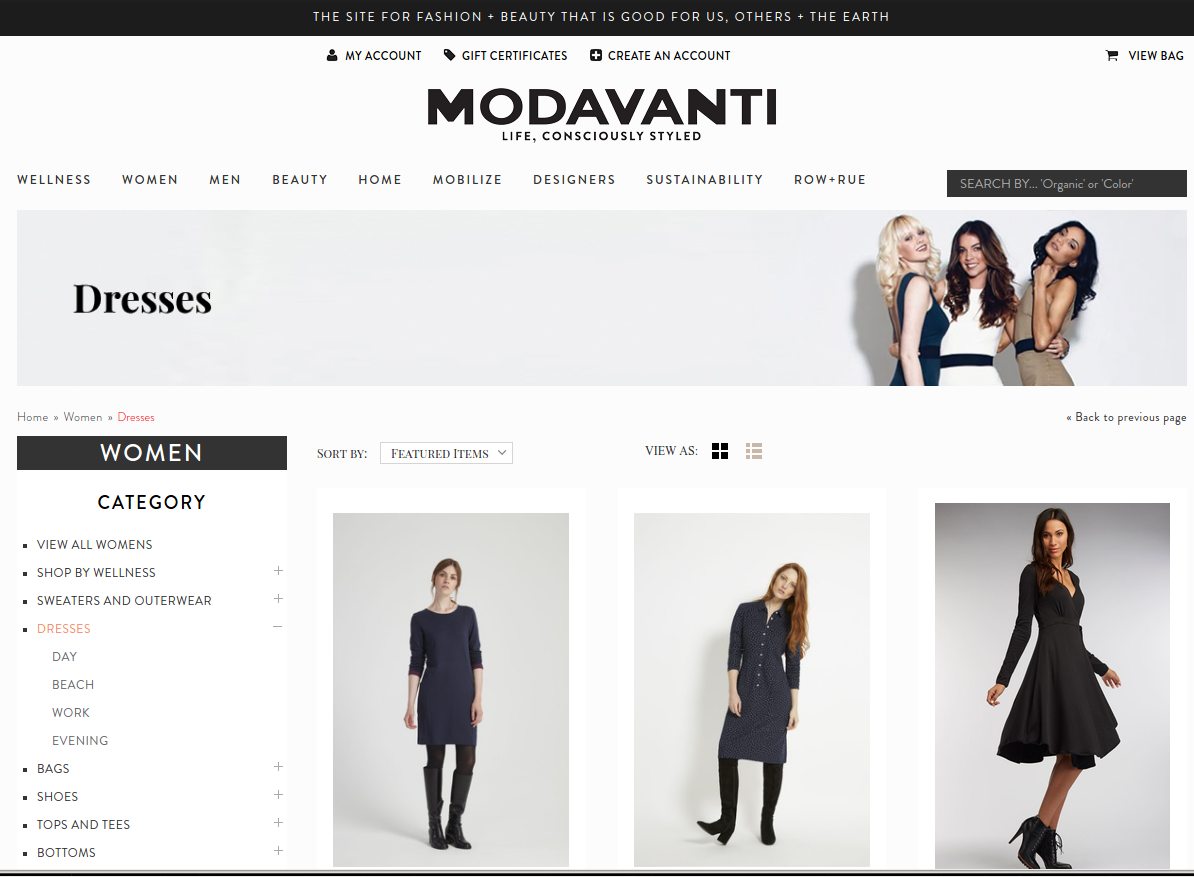 THE SITE FOR FASHION + BEAUTY THAT IS GOOD FOR US, OTHERS + THE EARTH
MY ACCOUNT GIFT CERTIFICATES CREATE AN ACCOUNT VIEW BAG
MODAVANTI
LIFE, CONSCIOUSLY STYLED
WELLNESS WOMEN MEN BEAUTY HOME MOBILIZE DESIGNERS SUSTAINABILITY ROW+RUE
SEARCH BY... 'Organic' or 'Color'
Dresses
Home » Women » Dresses
« Back to previous page
WOMEN
SORT BY: FEATURED ITEMS
VIEW AS:
CATEGORY
VIEW ALL WOMENS
SHOP BY WELLNESS
SWEATERS AND OUTERWEAR
DRESSES
DAY
BEACH
WORK
EVENING
BAGS
SHOES
TOPS AND TEES
BOTTOMS